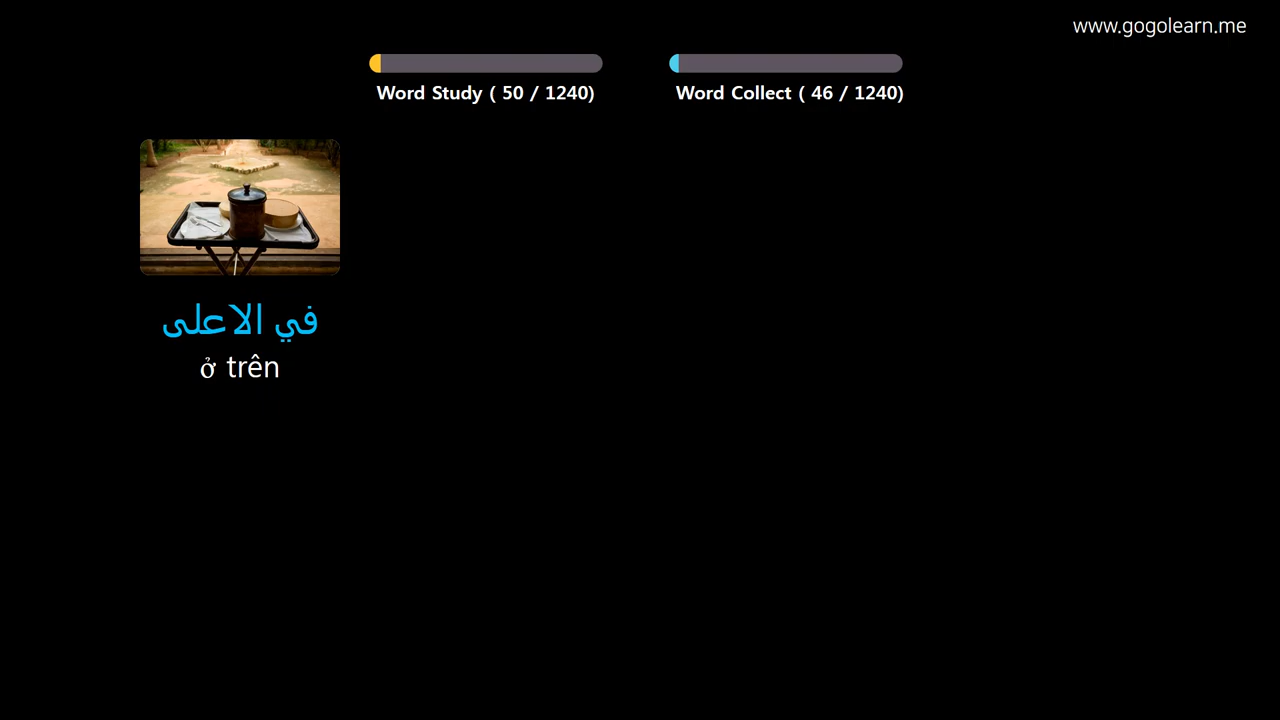 www.gogolearn.me
Word Study ( 50 / 1240)
Word Collect ( 46 / 1240)
في الاعلى
ở trên